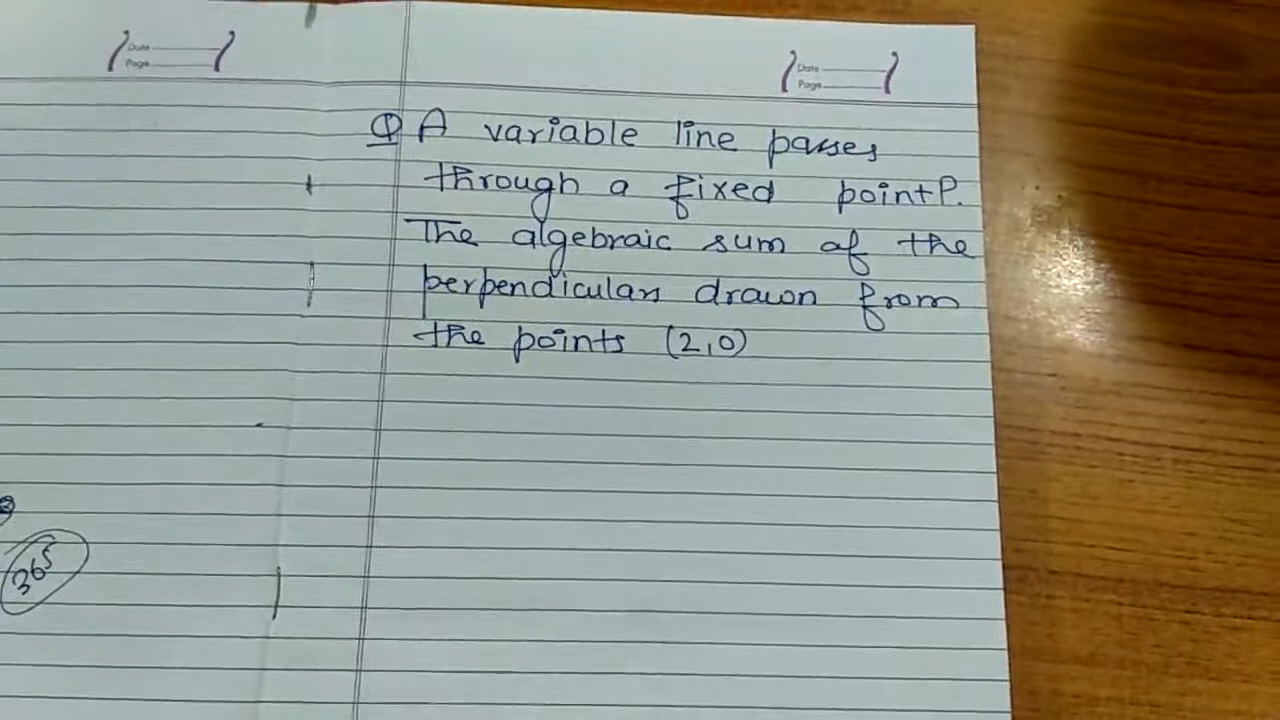 Date
Page
Date
Page
Q A variable line passes
through a fixed point P.
The algebraic sum of the
perpendiculars drawn from
the points (2,0)
365